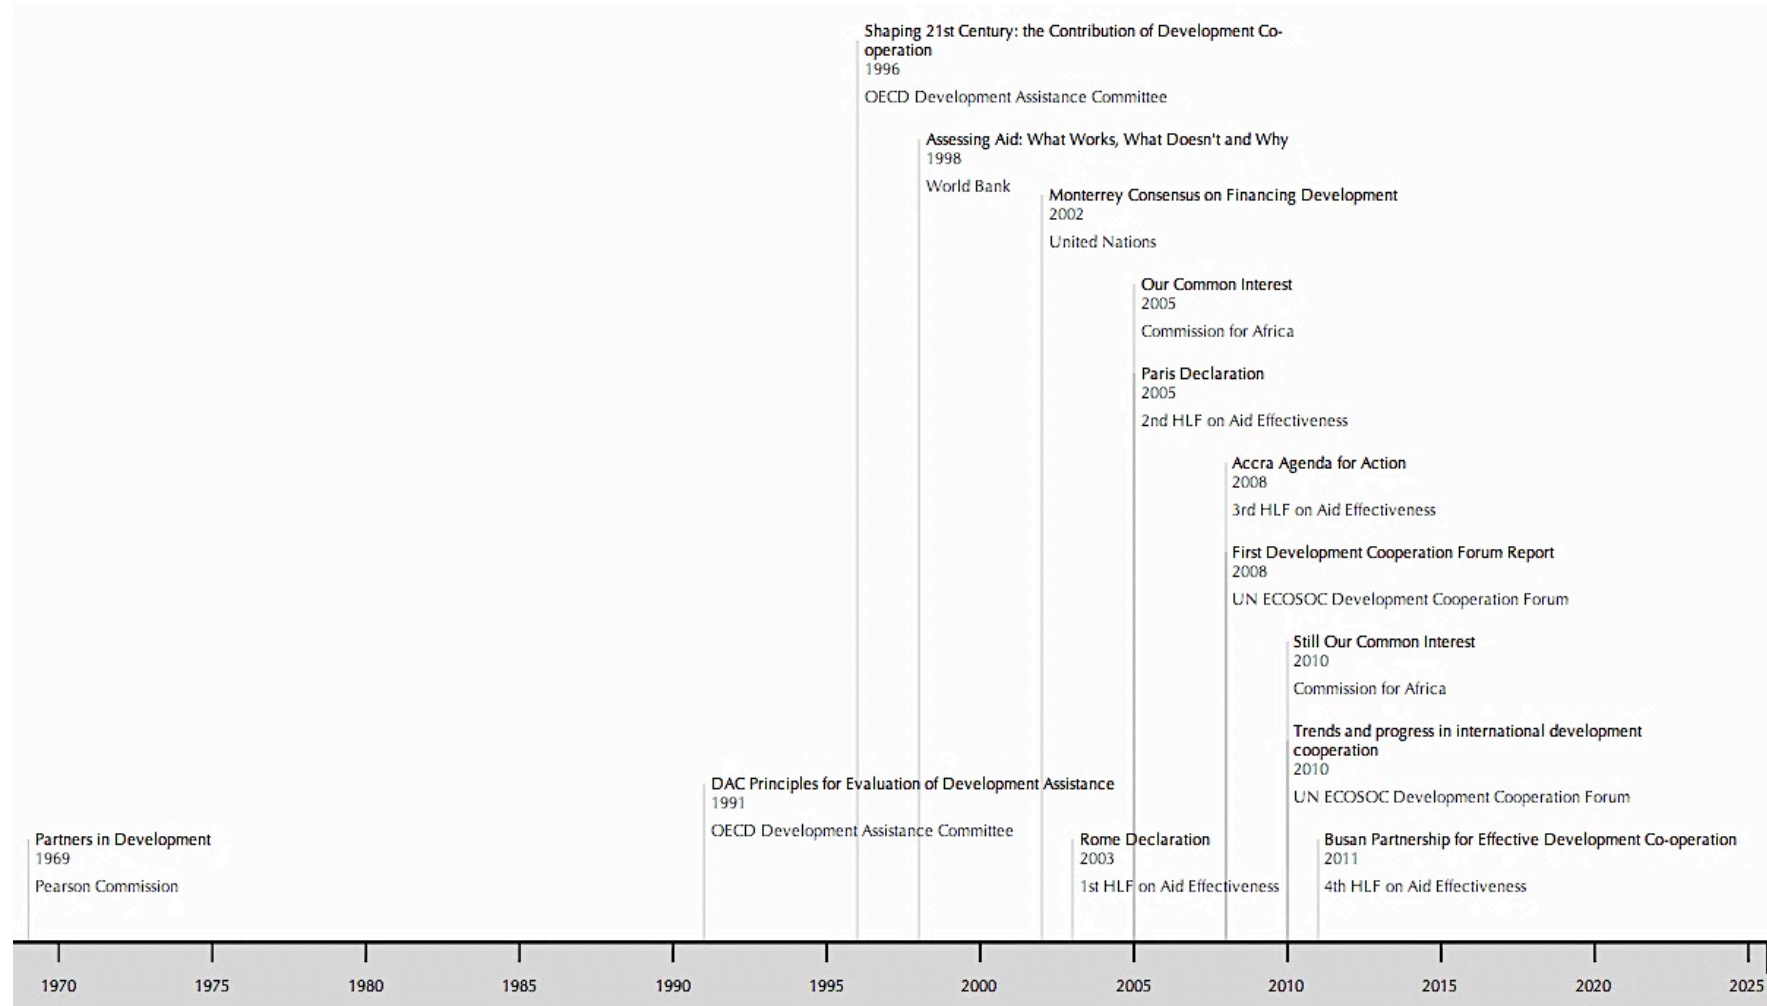 Shaping 21st Century: the Contribution of Development Co-
operation
1996
OECD Development Assistance Committee
Assessing Aid: What Works, What Doesn't and Why
1998
World Bank
Monterrey Consensus on Financing Development
2002
United Nations
Our Common Interest
2005
Commission for Africa
Paris Declaration
2005
2nd HLF on Aid Effectiveness
Accra Agenda for Action
2008
3rd HLF on Aid Effectiveness
First Development Cooperation Forum Report
2008
UN ECOSOC Development Cooperation Forum
Still Our Common Interest
2010
Commission for Africa
Trends and progress in international development
cooperation
2010
UN ECOSOC Development Cooperation Forum
DAC Principles for Evaluation of Development Assistance
1991
OECD Development Assistance Committee
Partners in Development
1969
Pearson Commission
Rome Declaration
2003
1st HLF on Aid Effectiveness
Busan Partnership for Effective Development Co-operation
2011
4th HLF on Aid Effectiveness
1970 1975 1980 1985 1990 1995 2000 2005 2010 2015 2020 2025